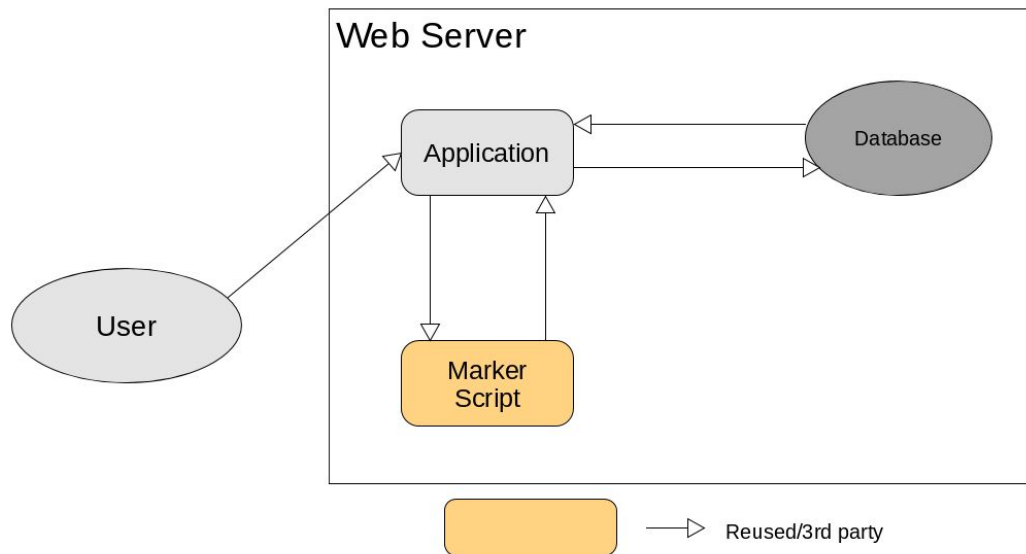 Web Server
Application
Database
User
Marker
Script
Reused/3rd party